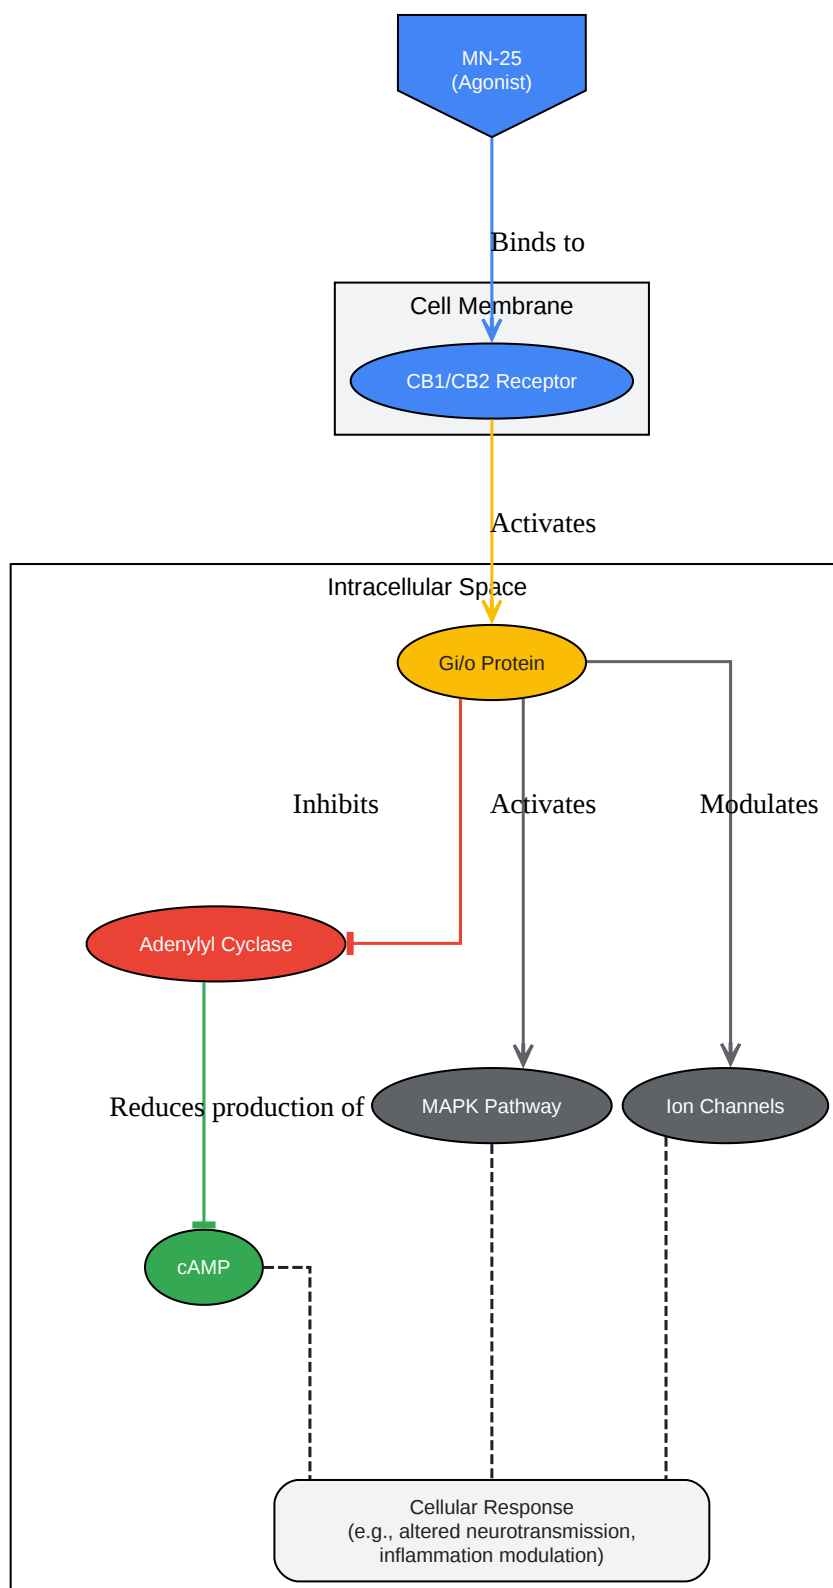 MN-25
(Agonist)
Binds to
Cell Membrane
CB1/CB2 Receptor
Activates
Intracellular Space
Gi/o Protein
Inhibits
Activates
Modulates
Adenylyl Cyclase
Reduces production of
MAPK Pathway
Ion Channels
cAMP
Cellular Response
(e.g., altered neurotransmission,
inflammation modulation)